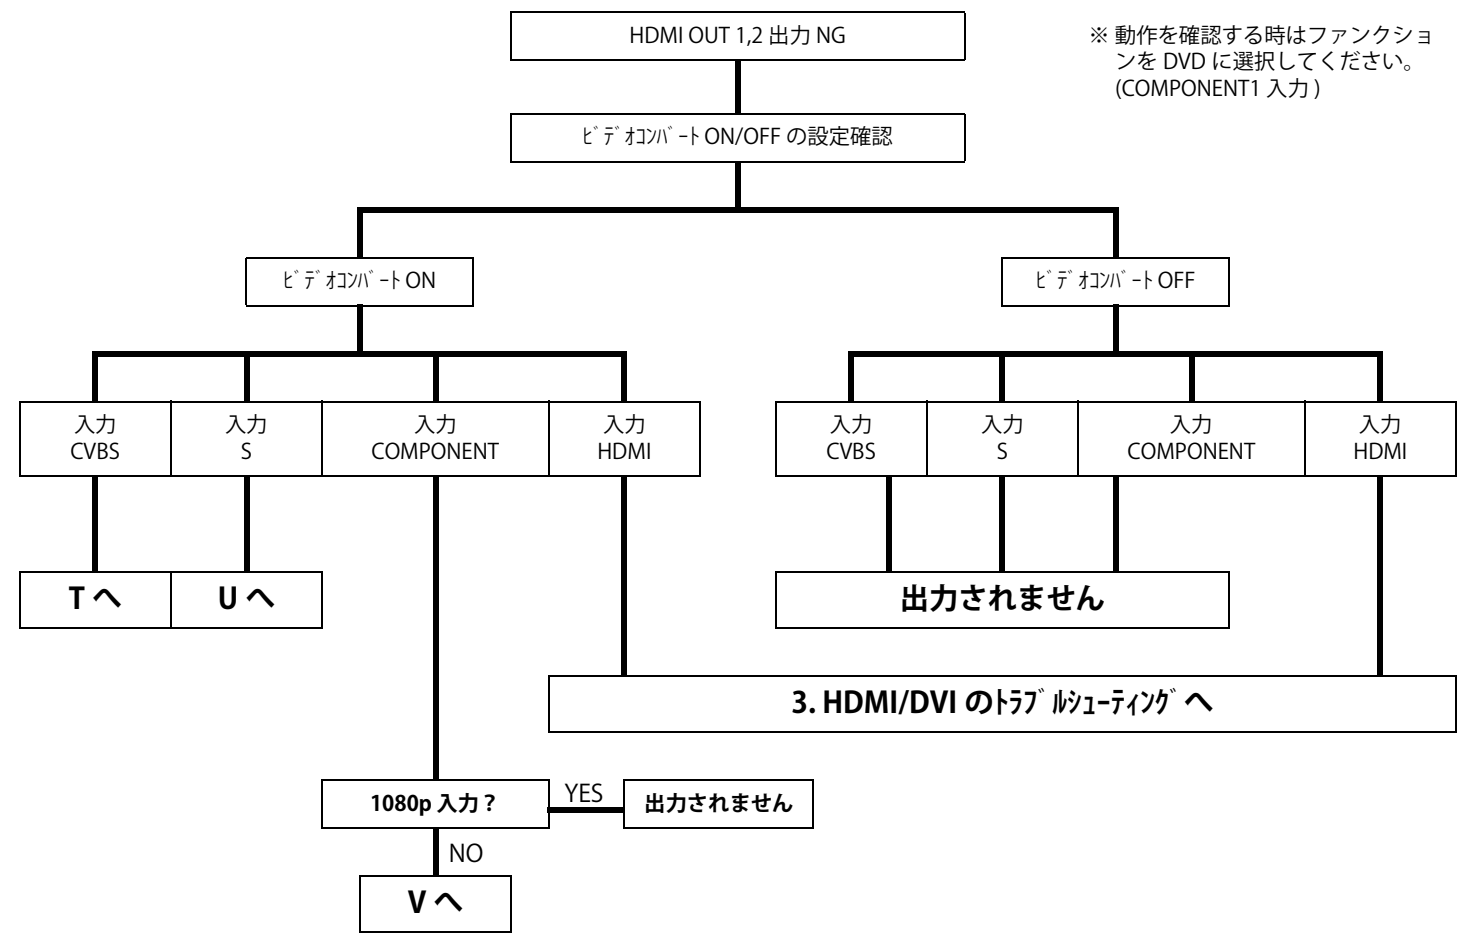 HDMI OUT 1,2 出力 NG
※ 動作を確認する時はファンクショ
ンを DVD に選択してください。
(COMPONENT1 入力 )
ﾋﾞﾃﾞｵｺﾝﾊﾞｰﾄ ON/OFF の設定確認
ﾋﾞﾃﾞｵｺﾝﾊﾞｰﾄ ON
ﾋﾞﾃﾞｵｺﾝﾊﾞｰﾄ OFF
入力
CVBS
入力
S
入力
COMPONENT
入力
HDMI
入力
CVBS
入力
S
入力
COMPONENT
入力
HDMI
T へ
U へ
出力されません
3. HDMI/DVI のﾄﾗﾌﾞﾙｼｭｰﾃｨﾝｸﾞへ
1080p 入力？
YES
出力されません
NO
V へ